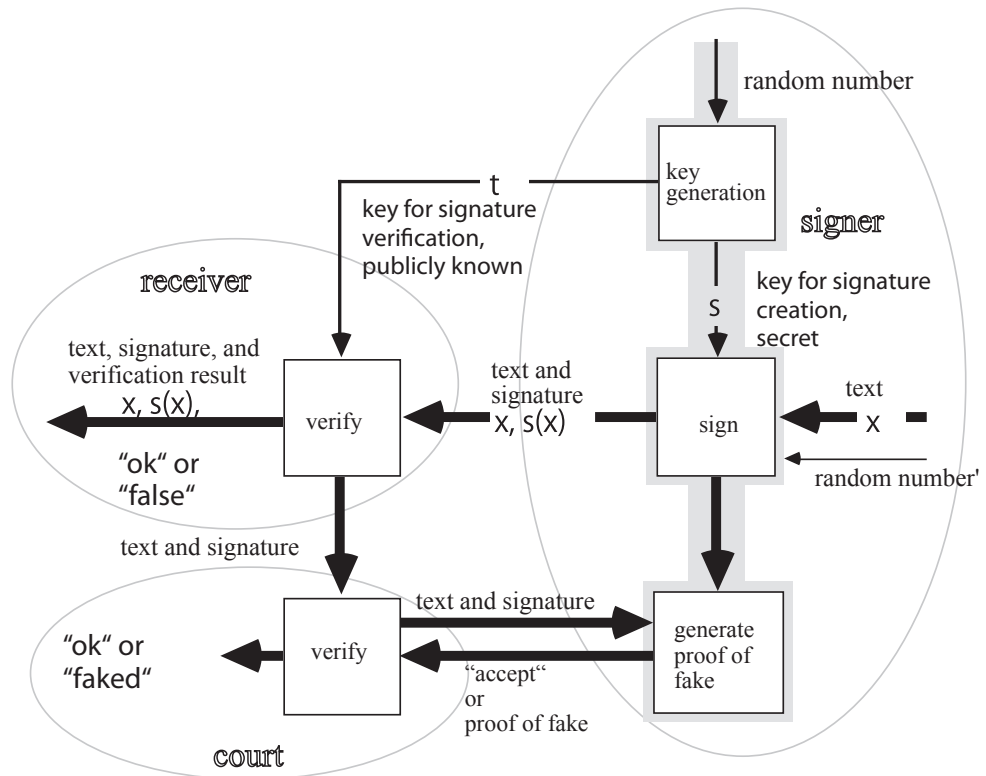 random number
key
generation
signer
t
key for signature
verification,
publicly known
receiver
s
key for signature
creation,
secret
text, signature, and
verification result
x, s(x),
"ok“ or
"false“
verify
text and
signature
x, s(x)
sign
text
x
random number'
text and signature
text and signature
"ok“ or
"faked“
verify
generate
proof of
fake
“accept“
or
proof of fake
court